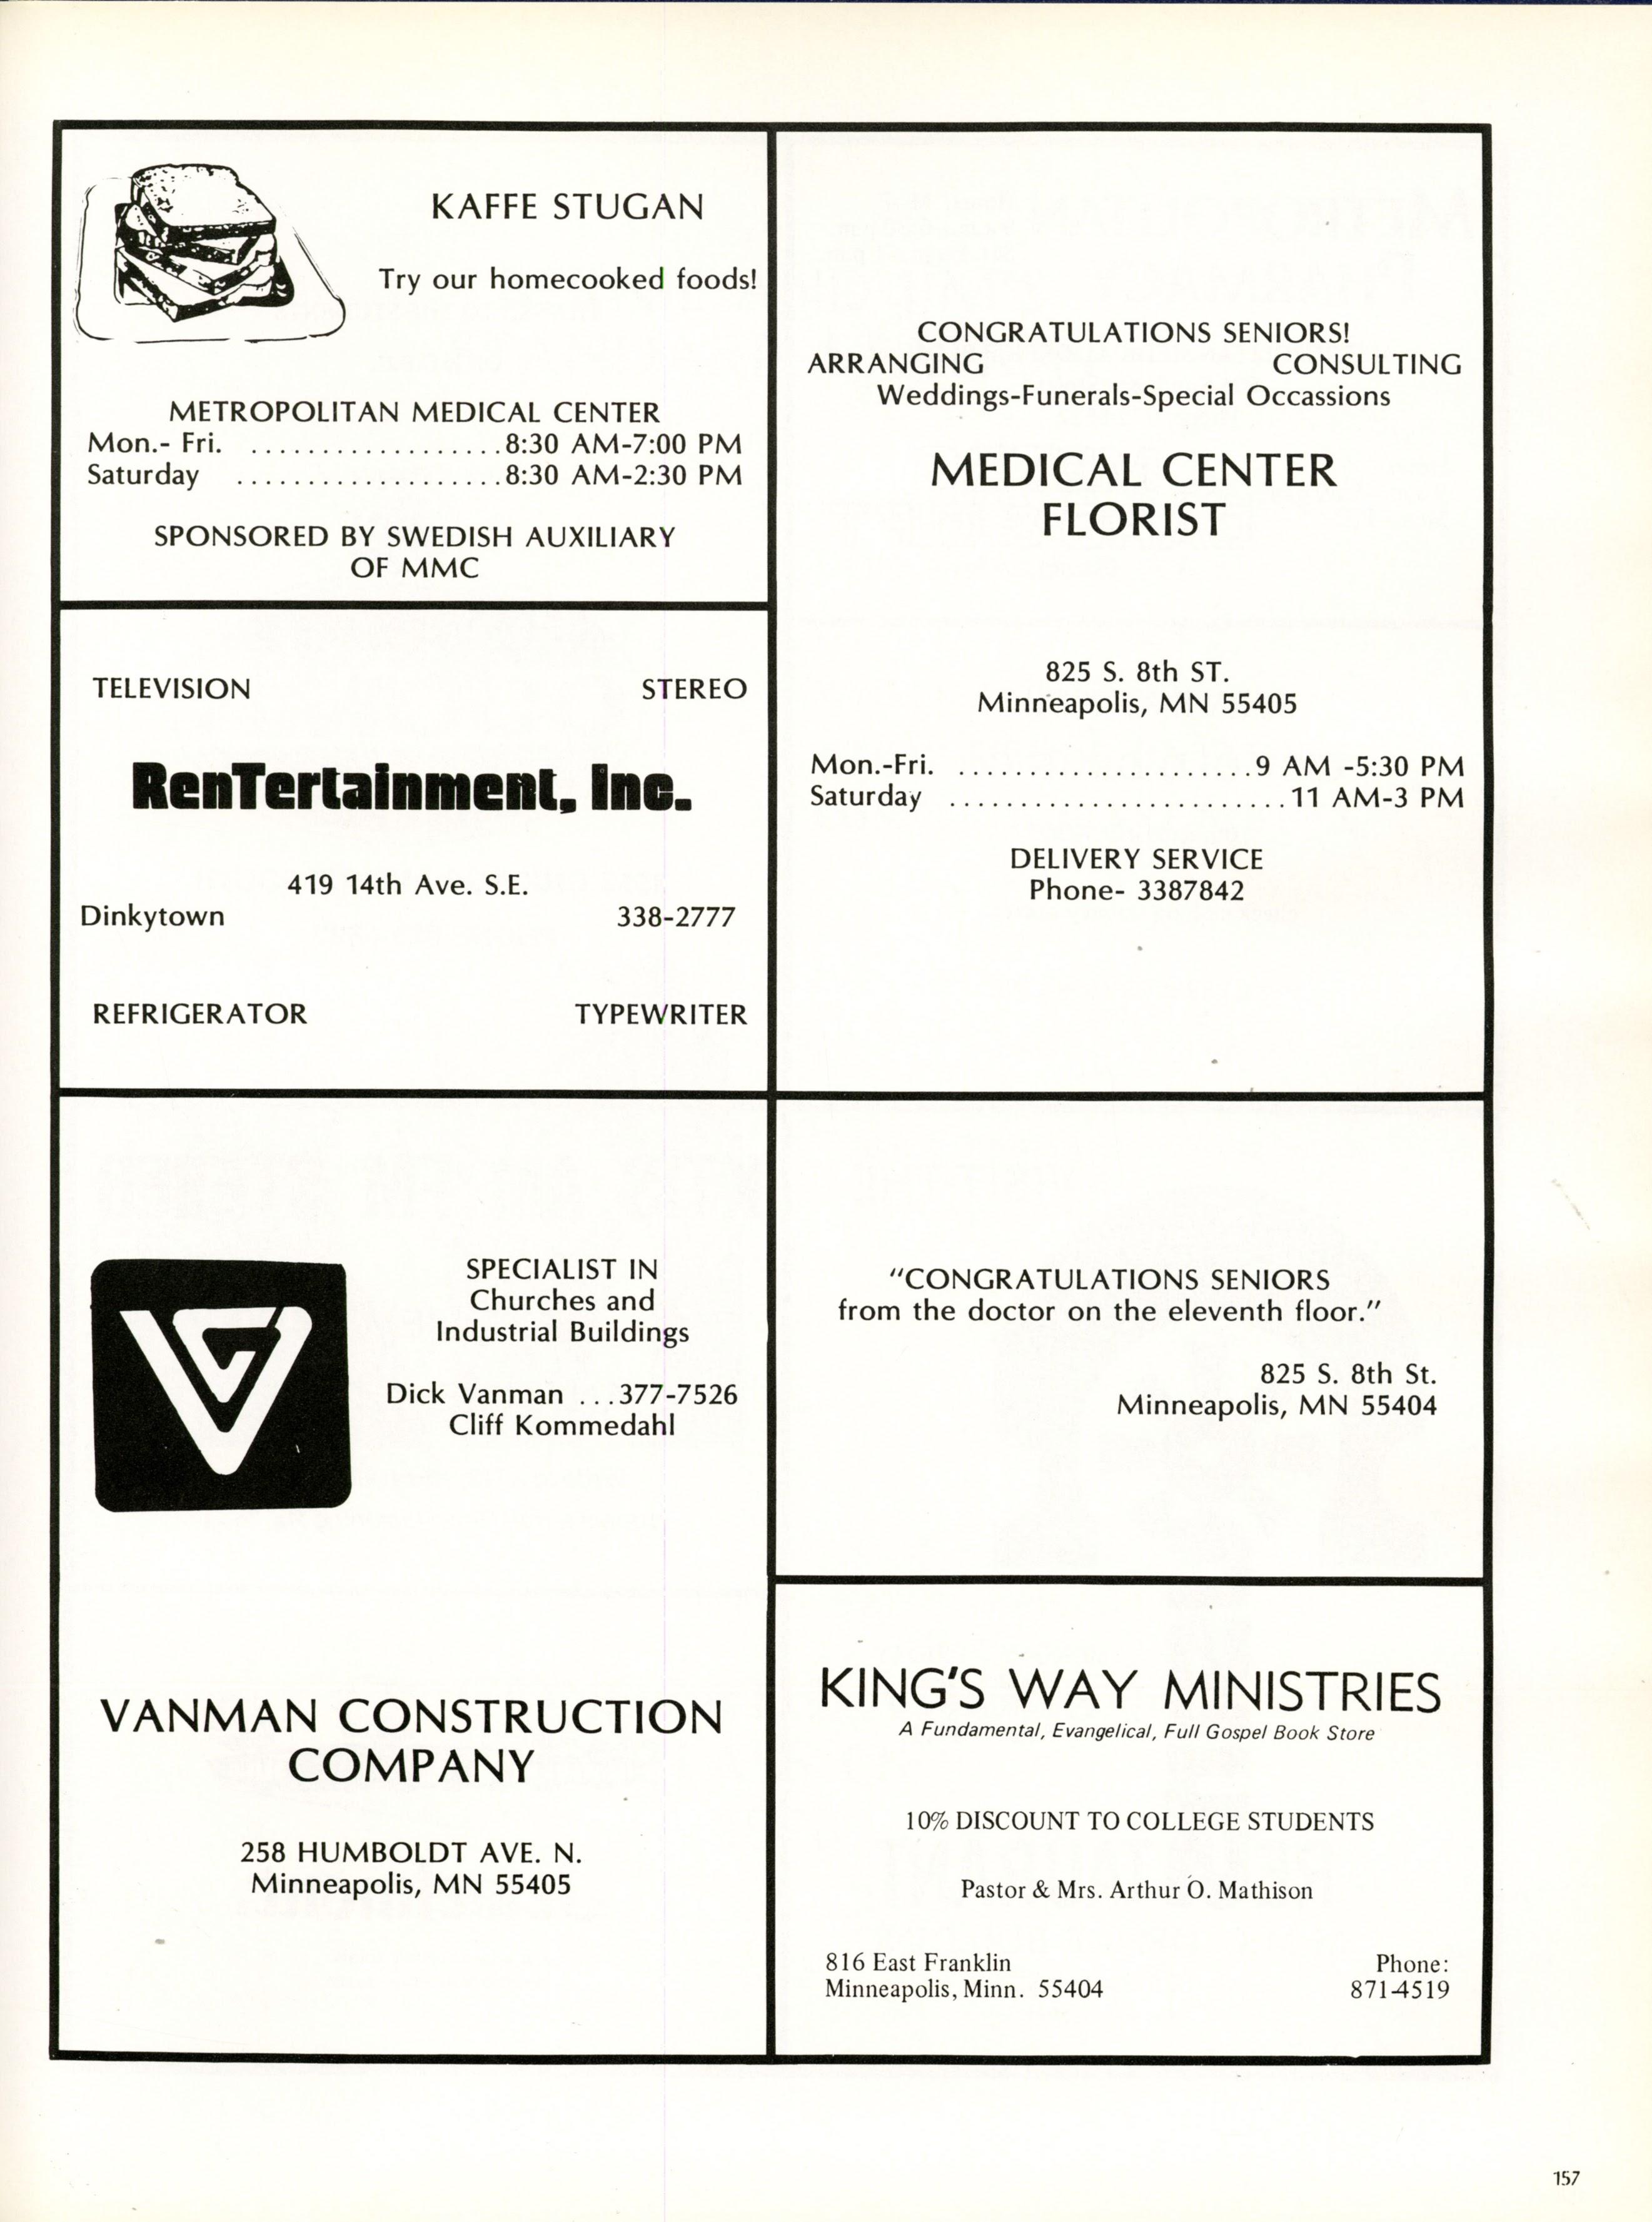 KAFFE STUGAN
Try our homecooked foods!
METROPOLITAN MEDICAL CENTER
Mon.- Fri. ..................8:30 AM-7:00 PM
Saturday ...................8:30 AM-2:30 PM
SPONSORED BY SWEDISH AUXILIARY
OF MMC
TELEVISION STEREO
RenTertainment, Inc.
419 14th Ave. S.E.
Dinkytown 338-2777
REFRIGERATOR TYPEWRITER
SPECIALIST IN
Churches and
Industrial Buildings
Dick Vanman ...377-7526
Cliff Kommedahl
VANMAN CONSTRUCTION
COMPANY
258 HUMBOLDT AVE. N.
Minneapolis, MN 55405
CONGRATULATIONS SENIORS!
ARRANGING CONSULTING
Weddings-Funerals-Special Occassions
MEDICAL CENTER
FLORIST
825 S. 8th ST.
Minneapolis, MN 55405
Mon.-Fri. .....................9 AM -5:30 PM
Saturday ........................11 AM-3 PM
DELIVERY SERVICE
Phone- 3387842
"CONGRATULATIONS SENIORS
from the doctor on the eleventh floor."
825 S. 8th St.
Minneapolis, MN 55404
KING'S WAY MINISTRIES
A Fundamental, Evangelical, Full Gospel Book Store
10% DISCOUNT TO COLLEGE STUDENTS
Pastor & Mrs. Arthur O. Mathison
816 East Franklin Phone:
Minneapolis, Minn. 55404 871-4519
157